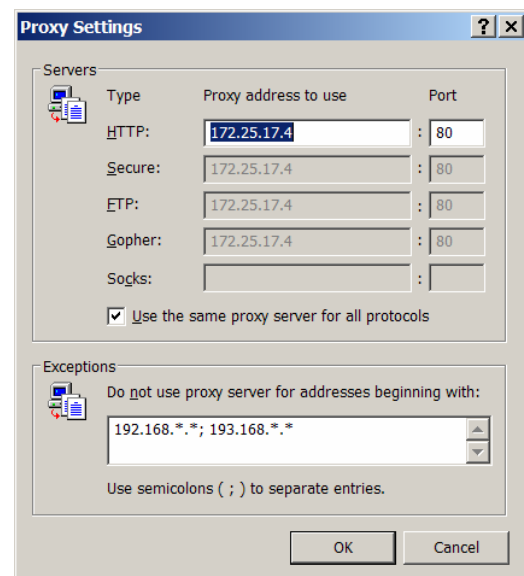 Proxy Settings
Servers
Type Proxy address to use Port
HTTP: 172.25.17.4 : 80
Secure: 172.25.17.4 : 80
FTP: 172.25.17.4 : 80
Gopher: 172.25.17.4 : 80
Socks: :
Use the same proxy server for all protocols
Exceptions
Do not use proxy server for addresses beginning with:
192.168.*.*; 193.168.*.*
Use semicolons ( ; ) to separate entries.
OK Cancel